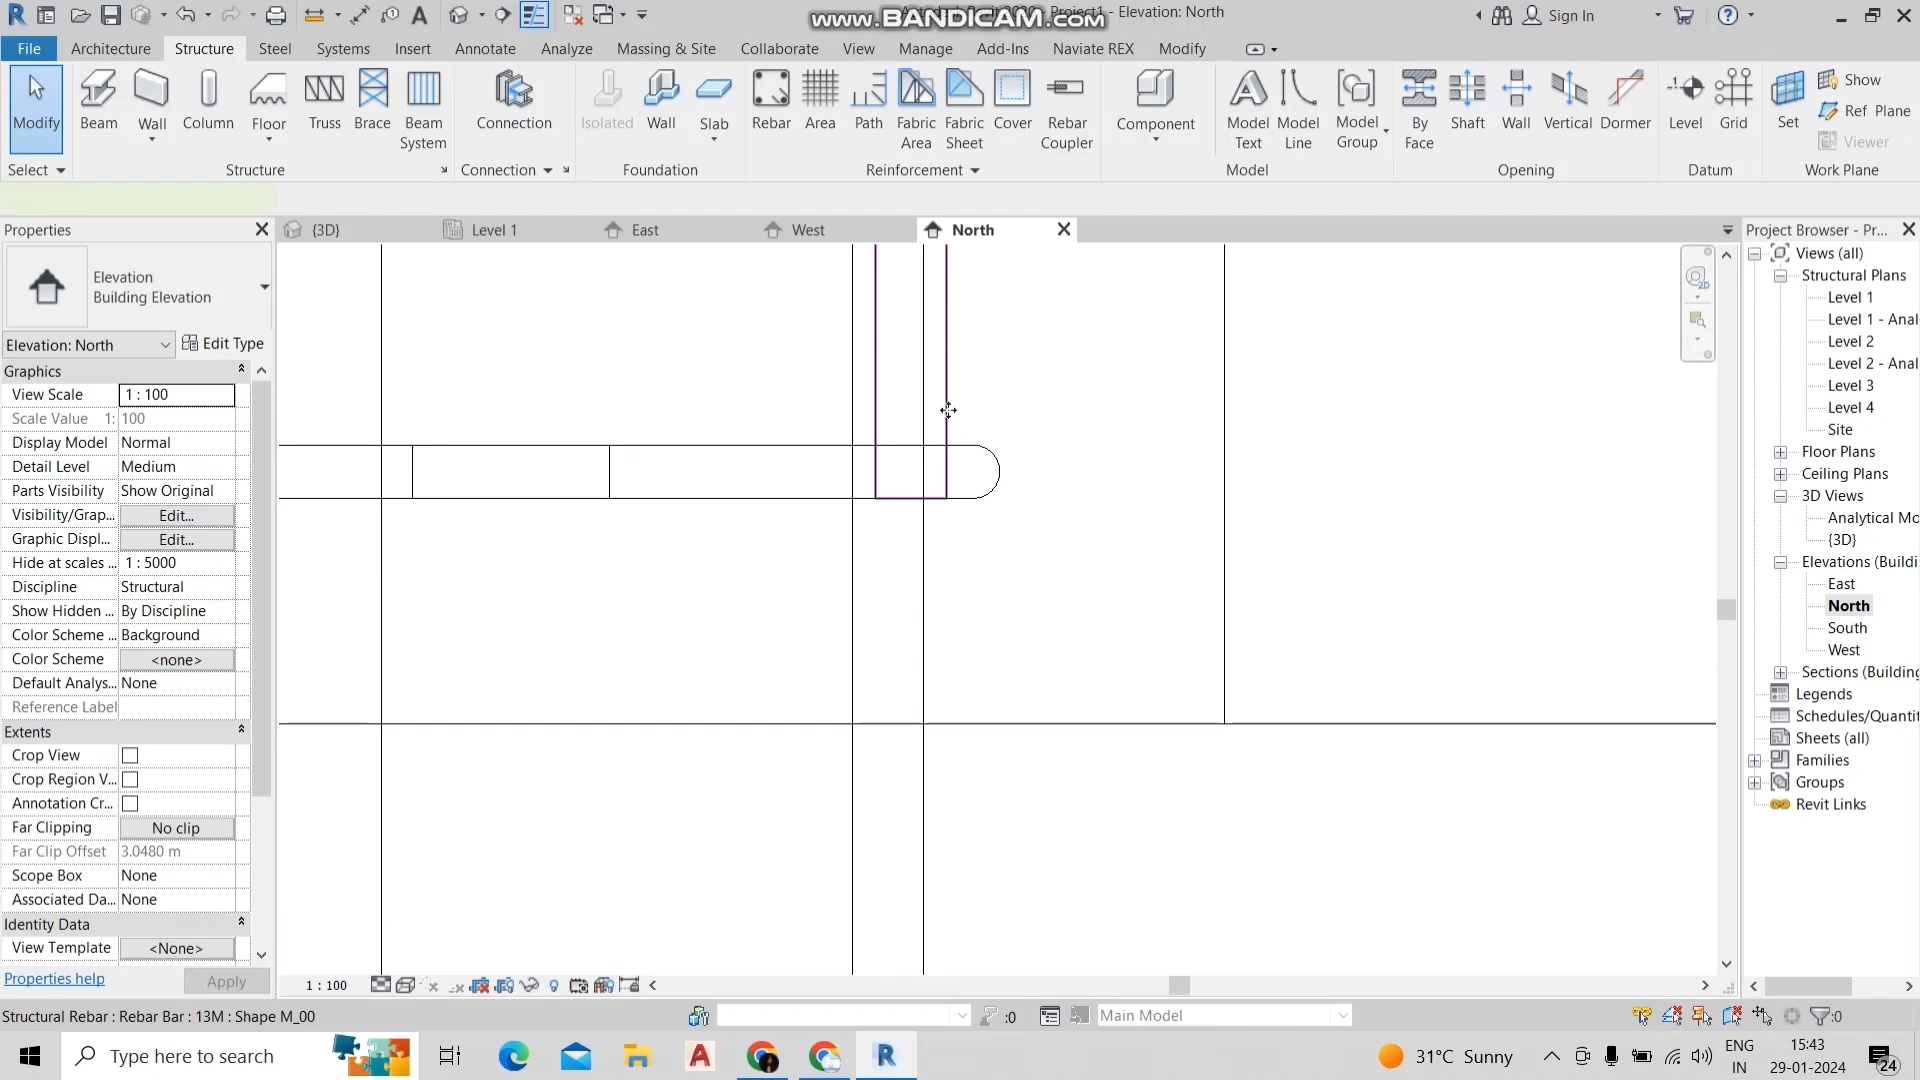 www.BANDICAM.com
- Elevation: North
Sign In
File
Architecture
Structure
Steel
Systems
Insert
Annotate
Analyze
Massing & Site
Collaborate
View
Manage
Add-Ins
Naviate REX
Modify
Modify
Beam
Wall
Column
Floor
Truss
Brace
Beam System
Connection
Isolated
Wall
Slab
Rebar
Area
Path
Fabric Area
Fabric Sheet
Cover
Rebar Coupler
Component
Model Text
Model Line
Model Group
By Face
Shaft
Wall
Vertical
Dormer
Level
Grid
Set
Show
Ref Plane
Viewer
Select
Structure
Connection
Foundation
Reinforcement
Model
Opening
Datum
Work Plane
Properties
{3D}
Level 1
East
West
North
Project Browser - Pr...
Elevation
Building Elevation
Elevation: North
Edit Type
Graphics
View Scale 1 : 100
Scale Value 1: 100
Display Model Normal
Detail Level Medium
Parts Visibility Show Original
Visibility/Grap... Edit...
Graphic Displ... Edit...
Hide at scales ... 1 : 5000
Discipline Structural
Show Hidden ... By Discipline
Color Scheme ... Background
Color Scheme <none>
Default Analys... None
Reference Label
Extents
Crop View
Crop Region V...
Annotation Cr...
Far Clipping No clip
Far Clip Offset 3.0480 m
Scope Box None
Associated Da... None
Identity Data
View Template <None>
Properties help
Apply
Views (all)
Structural Plans
Level 1
Level 1 - Anal
Level 2
Level 2 - Anal
Level 3
Level 4
Site
Floor Plans
Ceiling Plans
3D Views
Analytical Mo
{3D}
Elevations (Buildi
East
North
South
West
Sections (Building
Legends
Schedules/Quantit
Sheets (all)
Families
Groups
Revit Links
1 : 100
Structural Rebar : Rebar Bar : 13M : Shape M_00
:0
Main Model
:0
Type here to search
31°C Sunny
ENG
IN
15:43
29-01-2024
24